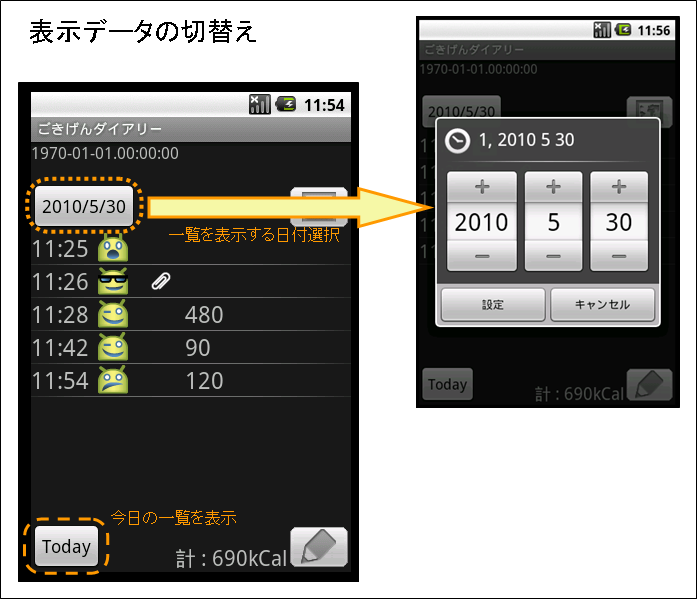 表示データの切替え
11:54
ごきげんダイアリー
1970-01-01.00:00:00
2010/5/30
一覧を表示する日付選択
11:25
11:26
11:28 480
11:42 90
11:54 120
今日の一覧を表示
Today
計 : 690kCal
11:56
ごきげんダイアリー
1970-01-01.00:00:00
2010/5/30
1, 2010 5 30
+ + +
2010 5 30
- - -
設定 キャンセル
Today
計 : 690kCal